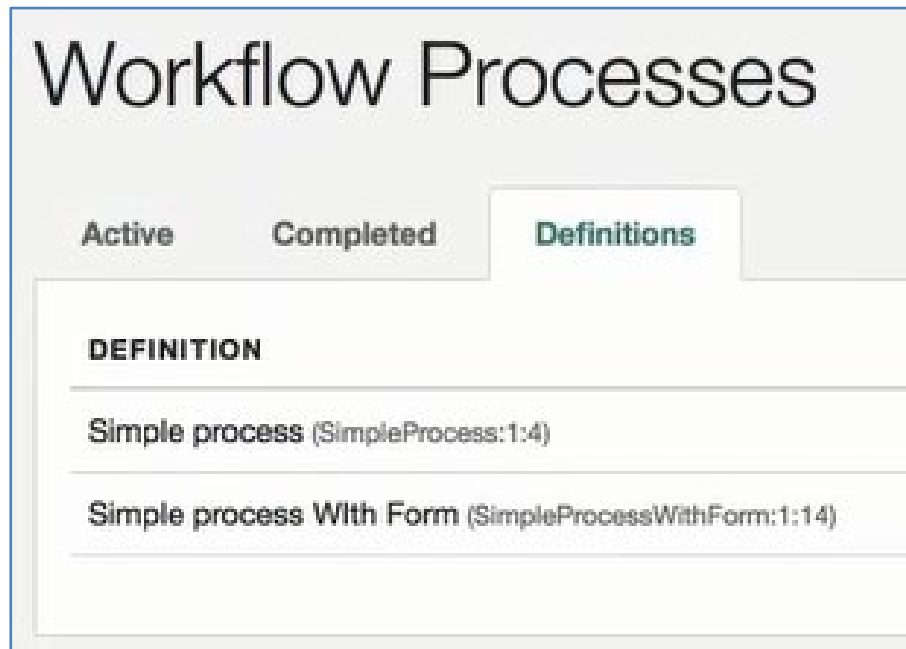 Workflow Processes
Active Completed Definitions
DEFINITION
Simple process (SimpleProcess:1:4)
Simple process WIth Form (SimpleProcessWithForm:1:14)